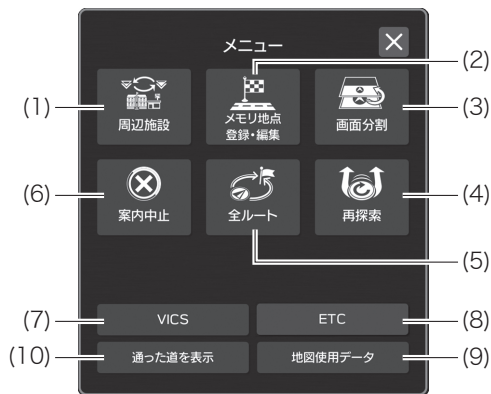 メニュー
(1)
周辺施設
(2)
メモリ地点
登録・編集
(3)
画面分割
(6)
案内中止
全ルート
(5)
再探索
(4)
(7)
VICS
ETC
(8)
(10)
通った道を表示
地図使用データ
(9)